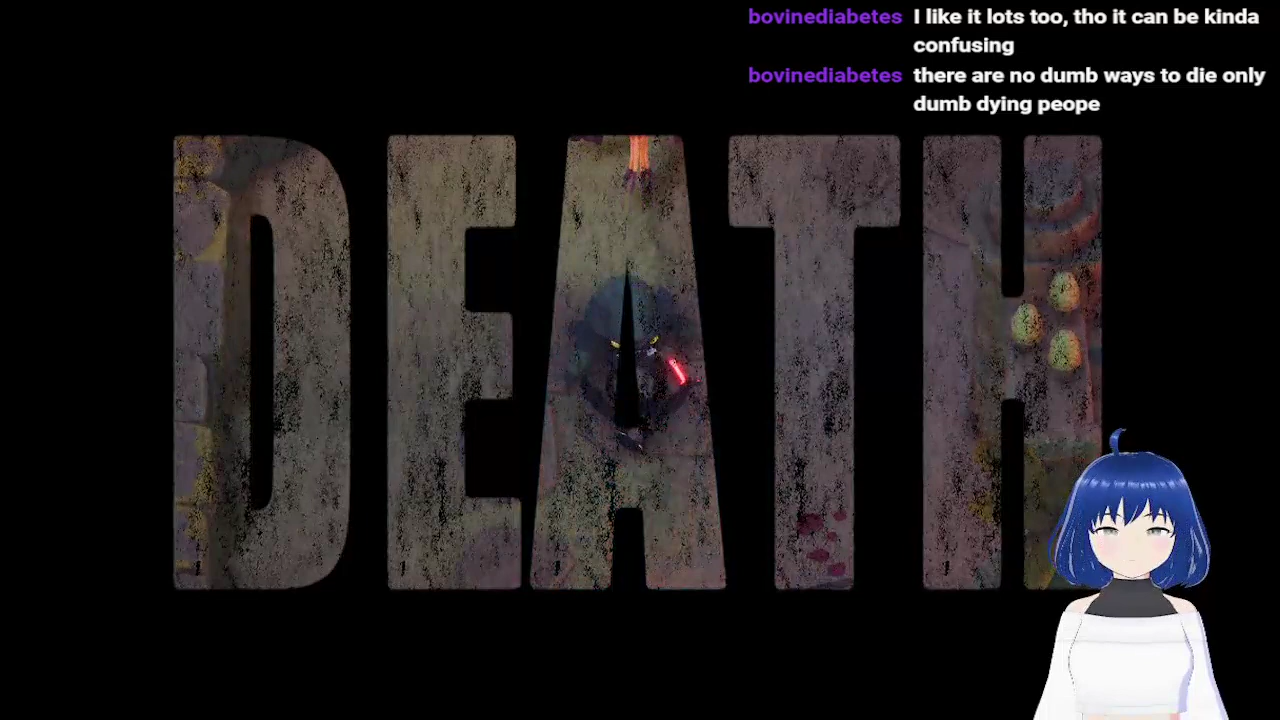 bovinediabetes I like it lots too, tho it can be kinda
confusing
bovinediabetes there are no dumb ways to die only
dumb dying peope
DEATH